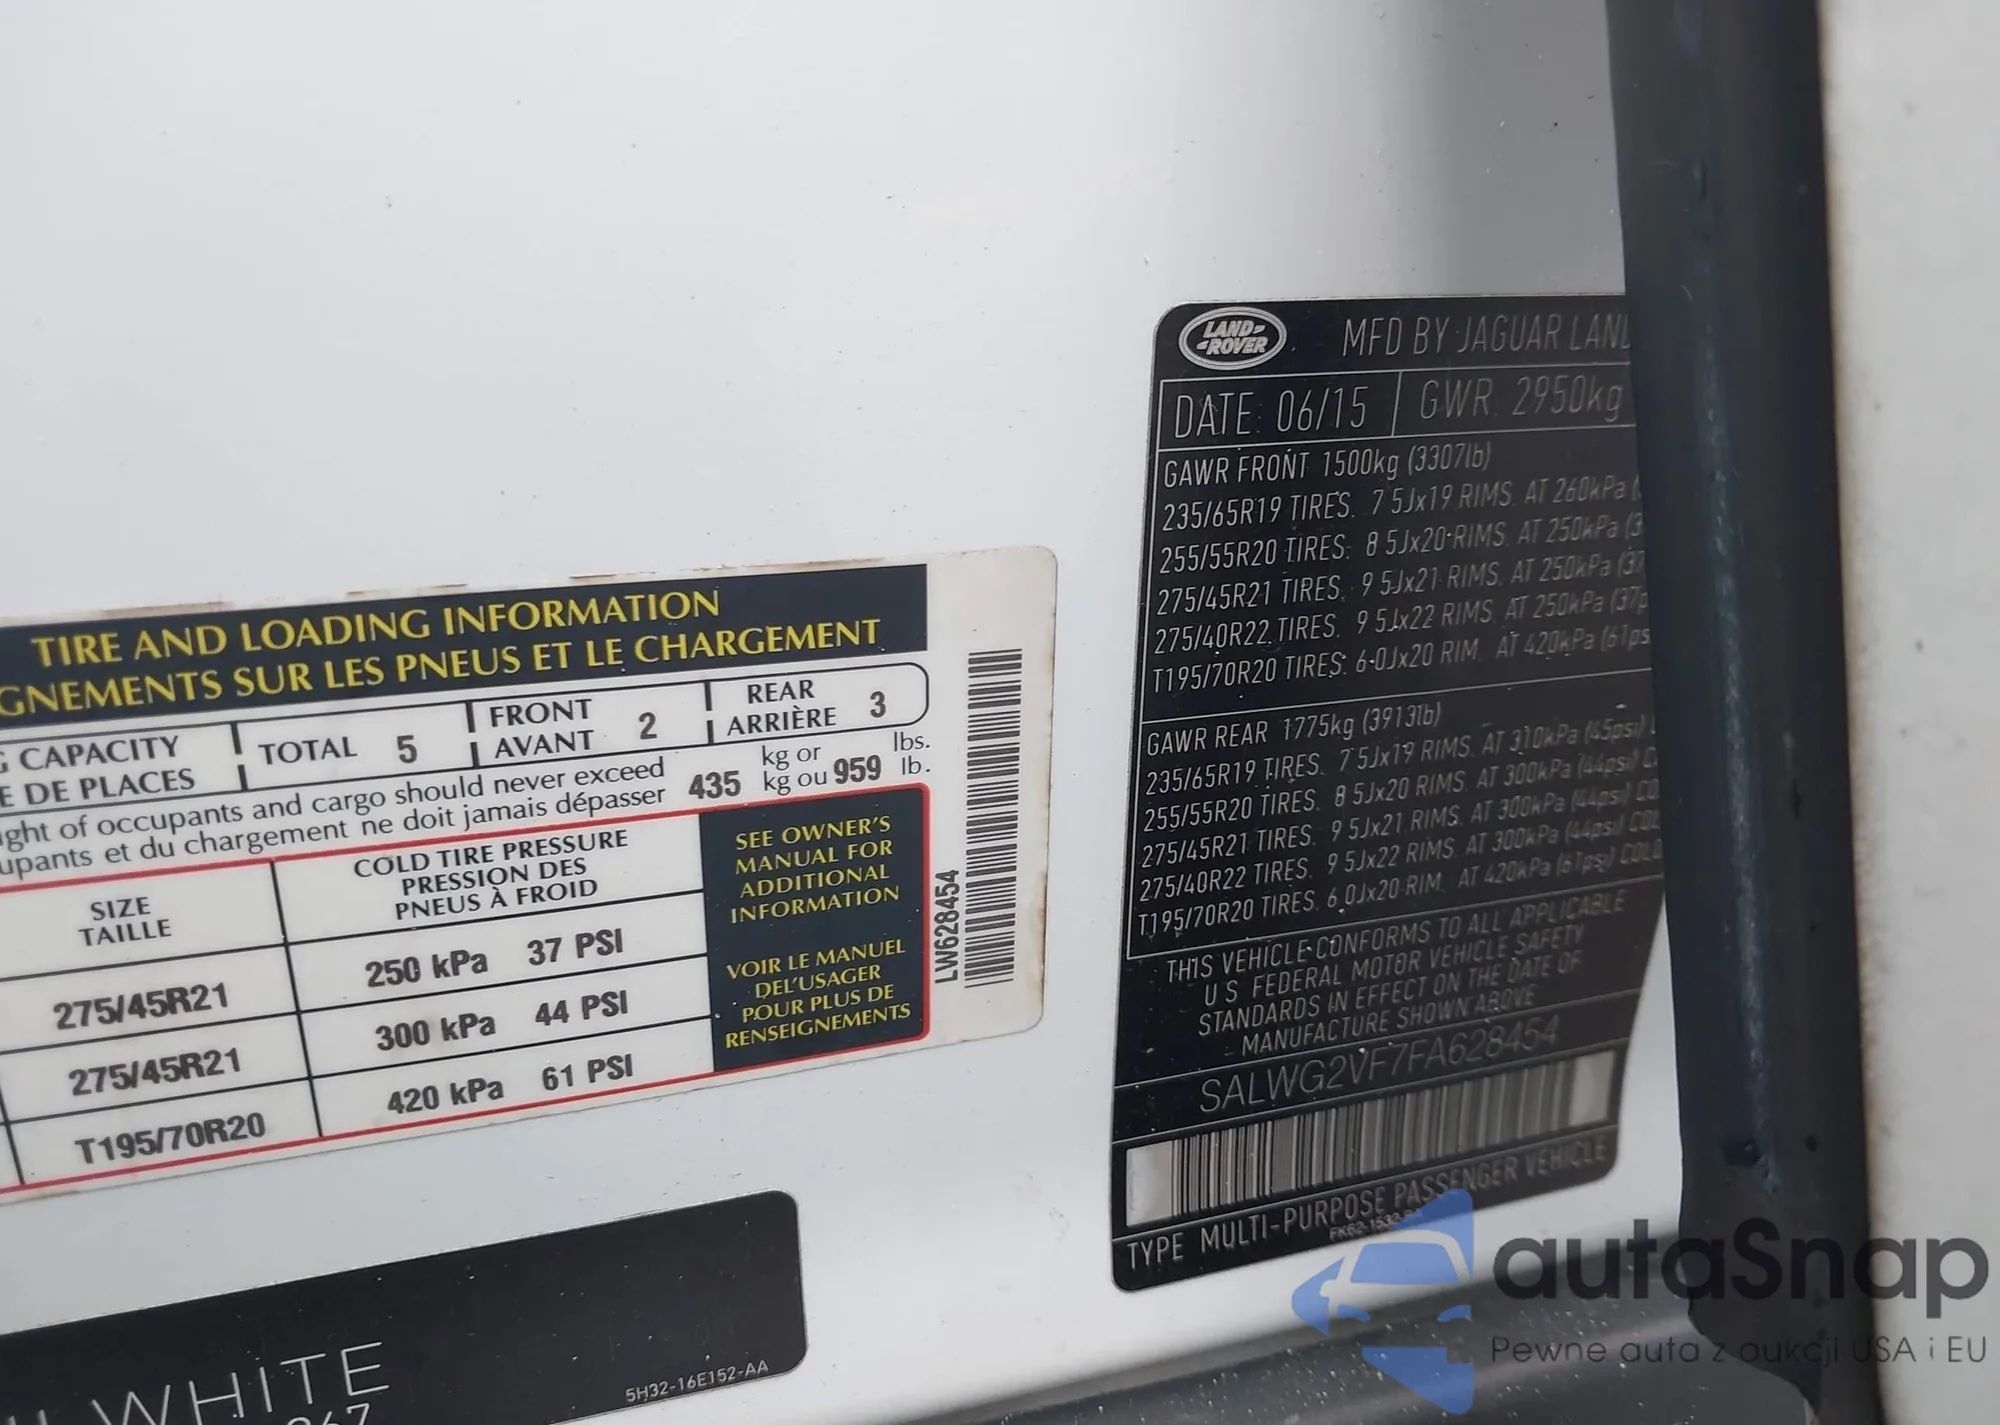 TIRE AND LOADING INFORMATION
GNEMENTS SUR LES PNEUS ET LE CHARGEMENT
G CAPACITY
E DE PLACES
TOTAL 5
FRONT
AVANT 2
REAR
ARRIÈRE 3
ght of occupants and cargo should never exceed 435 kg or 959 lbs.
upants et du chargement ne doit jamais dépasser kg ou lb.
SIZE
TAILLE
COLD TIRE PRESSURE
PRESSION DES
PNEUS À FROID
275/45R21 250 kPa 37 PSI
275/45R21 300 kPa 44 PSI
T195/70R20 420 kPa 61 PSI
SEE OWNER'S
MANUAL FOR
ADDITIONAL
INFORMATION
VOIR LE MANUEL
DEL'USAGER
POUR PLUS DE
RENSEIGNEMENTS
LW628454
WHITE
867
5H32-16E152-AA
LAND-
-ROVER
MFD BY JAGUAR LAND
DATE: 06/15 GWR. 2950kg
GAWR FRONT 1500kg (3307lb)
235/65R19 TIRES. 7 5Jx19 RIMS. AT 260kPa (
255/55R20 TIRES. 8 5Jx20 RIMS. AT 250kPa (3
275/45R21 TIRES. 9 5Jx21 RIMS. AT 250kPa (37
275/40R22 TIRES. 9 5Jx22 RIMS. AT 250kPa (37p
T195/70R20 TIRES. 6.0Jx20 RIM. AT 420kPa (61ps
GAWR REAR 1775kg (3913lb)
235/65R19 TIRES. 7 5Jx19 RIMS. AT 310kPa (45psi)
255/55R20 TIRES. 8 5Jx20 RIMS. AT 300kPa (44psi) C
275/45R21 TIRES. 9 5Jx21 RIMS. AT 300kPa (44psi) CO
275/40R22 TIRES. 9 5Jx22 RIMS. AT 300kPa (44psi) COL
T195/70R20 TIRES. 6.0Jx20 RIM. AT 420kPa (61psi) COLD
THIS VEHICLE CONFORMS TO ALL APPLICABLE
U S FEDERAL MOTOR VEHICLE SAFETY
STANDARDS IN EFFECT ON THE DATE OF
MANUFACTURE SHOWN ABOVE
SALWG2VF7FA628454
TYPE MULTI-PURPOSE PASSENGER VEHICLE
autaSnap
Pewne auta z aukcji USA i EU